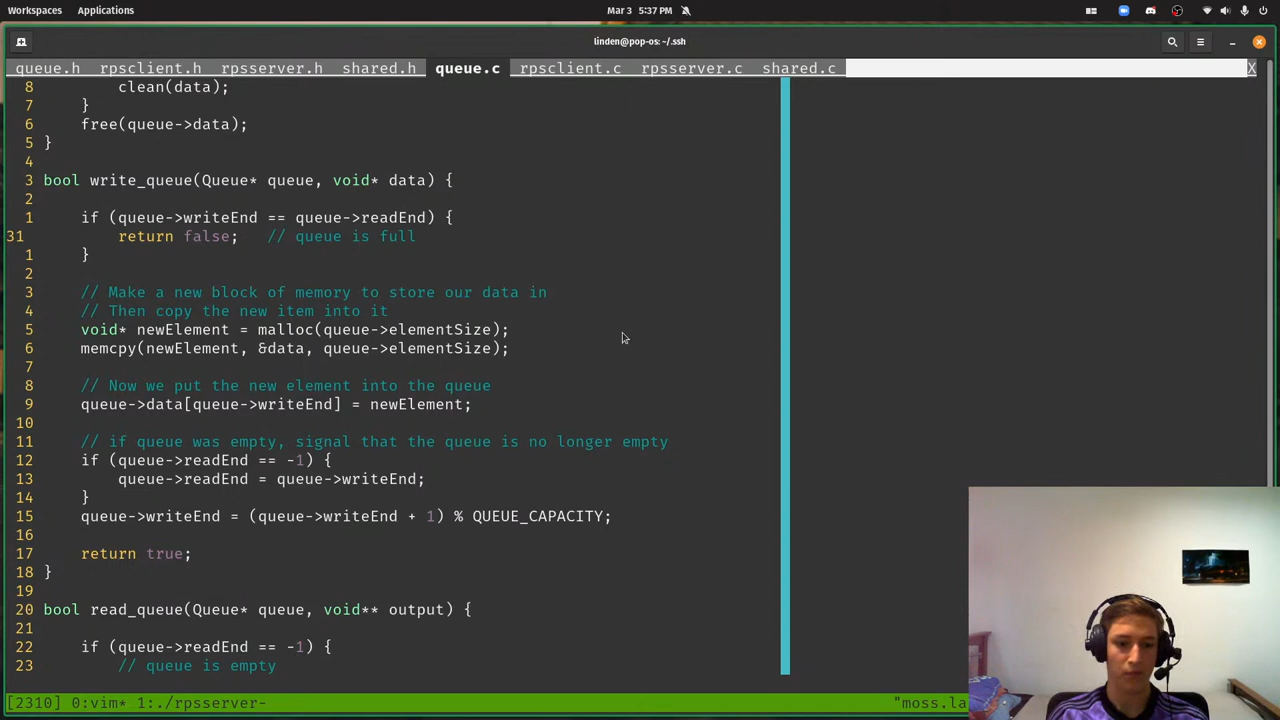 Workspaces Applications Mar 3 5:37 PM
linden@pop-os: ~/.ssh
queue.h rpsclient.h rpsserver.h shared.h queue.c rpsclient.c rpsserver.c shared.c X
8 clean(data);
7 }
6 free(queue->data);
5 }
4
3 bool write_queue(Queue* queue, void* data) {
2
1 if (queue->writeEnd == queue->readEnd) {
31 return false; // queue is full
1 }
2
3 // Make a new block of memory to store our data in
4 // Then copy the new item into it
5 void* newElement = malloc(queue->elementSize);
6 memcpy(newElement, &data, queue->elementSize);
7
8 // Now we put the new element into the queue
9 queue->data[queue->writeEnd] = newElement;
10
11 // if queue was empty, signal that the queue is no longer empty
12 if (queue->readEnd == -1) {
13 queue->readEnd = queue->writeEnd;
14 }
15 queue->writeEnd = (queue->writeEnd + 1) % QUEUE_CAPACITY;
16
17 return true;
18 }
19
20 bool read_queue(Queue* queue, void** output) {
21
22 if (queue->readEnd == -1) {
23 // queue is empty
[2310] 0:vim* 1:./rpsserver- "moss.la